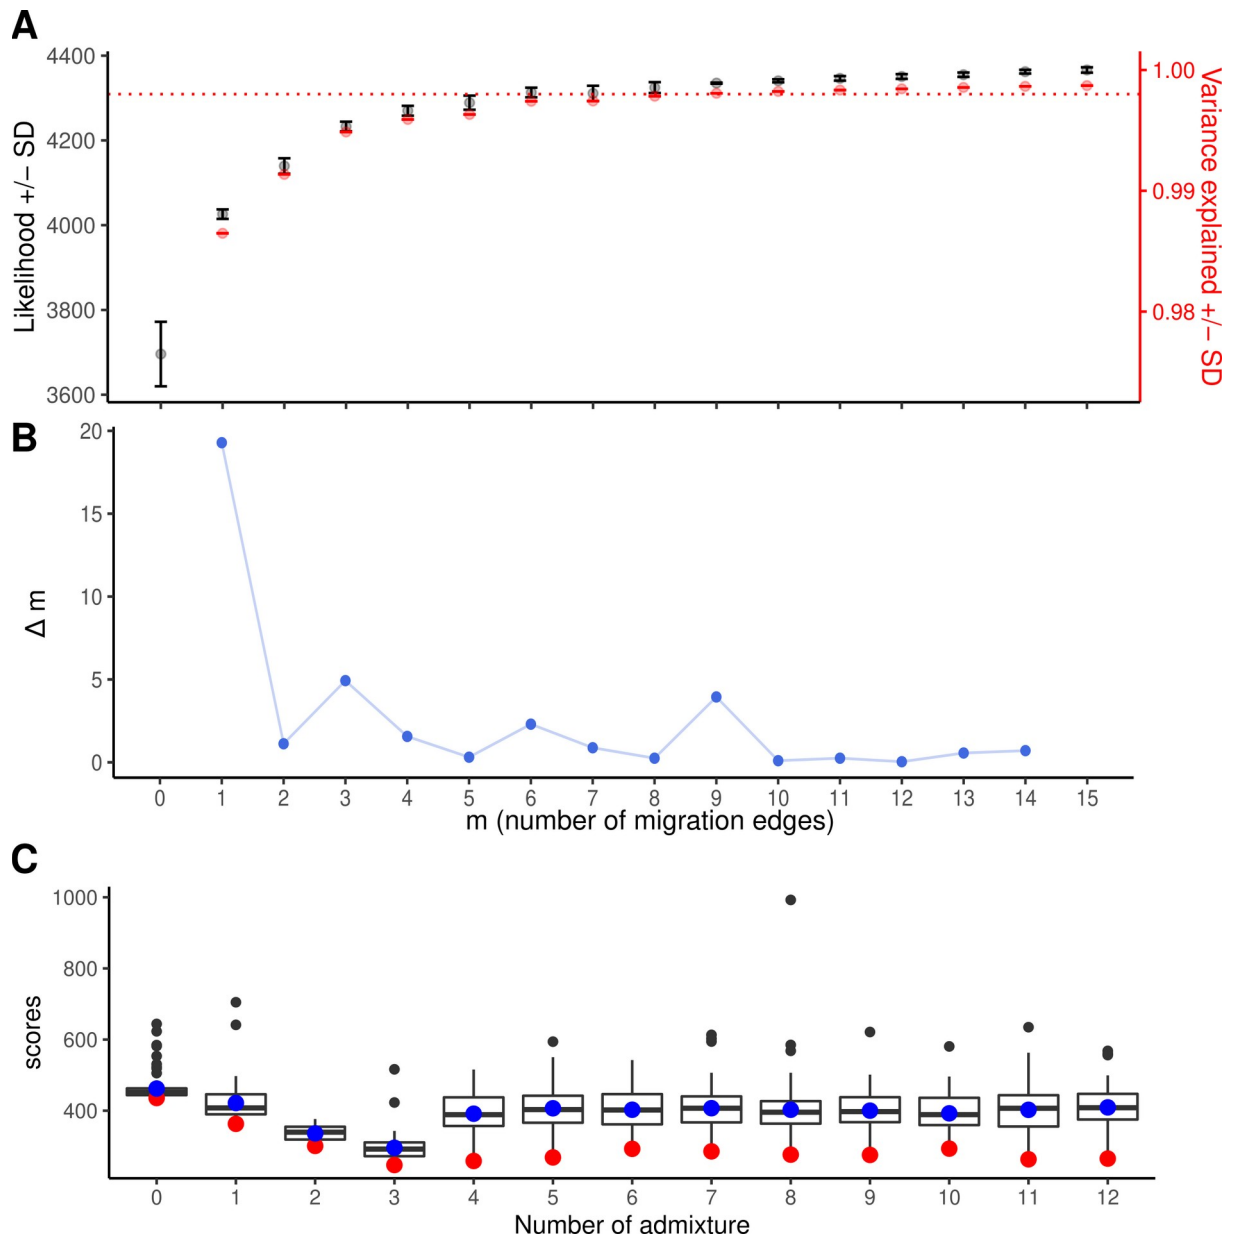 A
4400
4200
4000
3800
3600
Likelihood +/− SD
1.00
0.99
0.98
Variance explained +/− SD
B
20
15
10
5
0
Δ m
0 1 2 3 4 5 6 7 8 9 10 11 12 13 14 15
m (number of migration edges)
C
1000
800
600
400
scores
0 1 2 3 4 5 6 7 8 9 10 11 12
Number of admixture